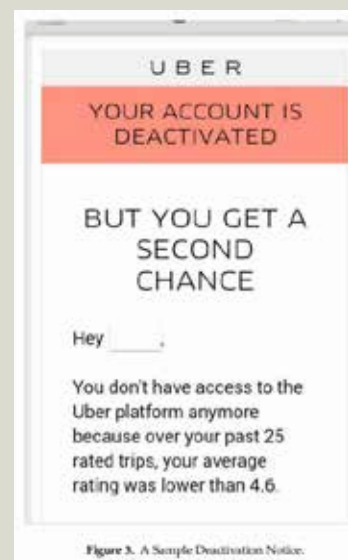 UBER
YOUR ACCOUNT IS
DEACTIVATED
BUT YOU GET A
SECOND
CHANCE
Hey _____,
You don't have access to the
Uber platform anymore
because over your past 25
rated trips, your average
rating was lower than 4.6.
Figure 3. A Sample Deactivation Notice.